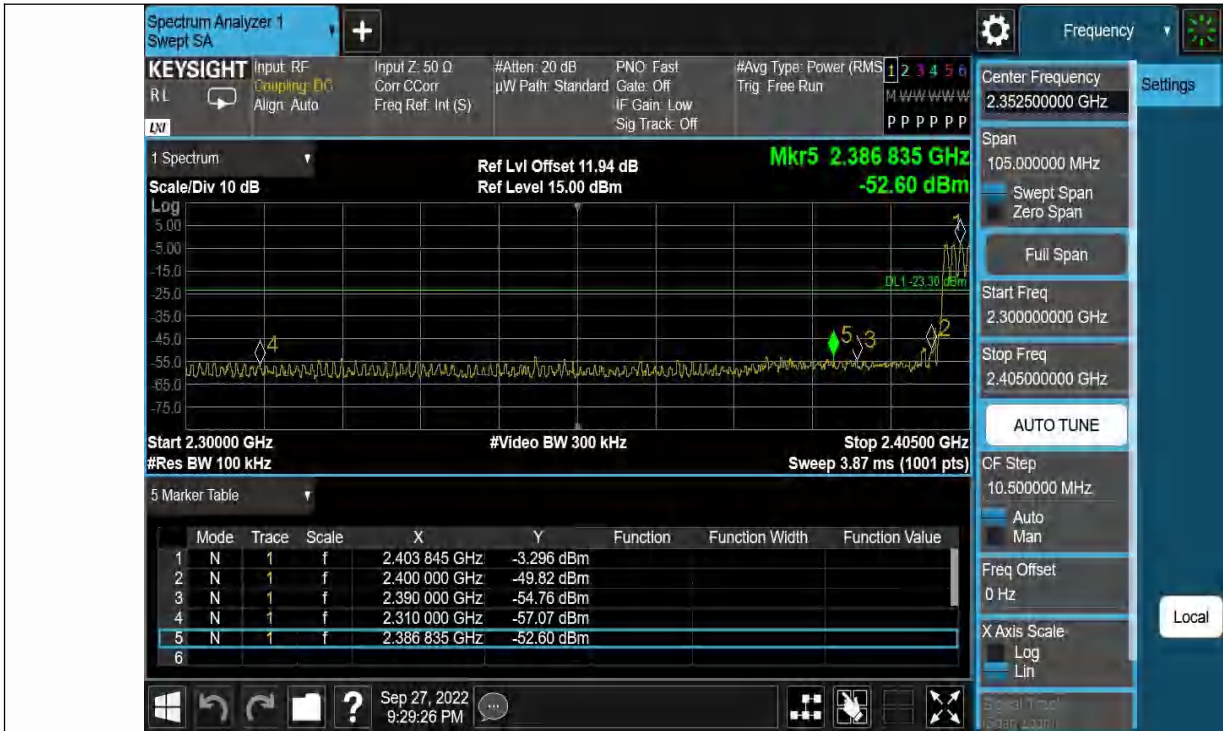 Spectrum Analyzer 1
Swept SA
+
Frequency
KEYSIGHT
Input: RF
Coupling: DC
Align: Auto
Input Z: 50 Ω
Corr CCorr
Freq Ref: Int (S)
#Atten: 20 dB
µW Path: Standard
PNO: Fast
Gate: Off
IF Gain: Low
Sig Track: Off
#Avg Type: Power (RMS
Trig: Free Run
1 2 3 4 5 6
M W W W W W
P P P P P P
R L
LXI
Center Frequency
2.352500000 GHz
Settings
Span
105.000000 MHz
Swept Span
Zero Span
Full Span
Start Freq
2.300000000 GHz
Stop Freq
2.405000000 GHz
AUTO TUNE
CF Step
10.500000 MHz
Auto
Man
Freq Offset
0 Hz
X Axis Scale
Log
Lin
Local
1 Spectrum
Scale/Div 10 dB
Ref Lvl Offset 11.94 dB
Ref Level 15.00 dBm
Mkr5 2.386 835 GHz
-52.60 dBm
Log
5.00
-5.00
-15.0
-25.0
-35.0
-45.0
-55.0
-65.0
-75.0
DL1 -23.30 dBm
1
2
3
4
5
Start 2.30000 GHz
#Video BW 300 kHz
Stop 2.40500 GHz
#Res BW 100 kHz
Sweep 3.87 ms (1001 pts)
5 Marker Table
Mode Trace Scale X Y Function Function Width Function Value
1 N 1 f 2.403 845 GHz -3.296 dBm
2 N 1 f 2.400 000 GHz -49.82 dBm
3 N 1 f 2.390 000 GHz -54.76 dBm
4 N 1 f 2.310 000 GHz -57.07 dBm
5 N 1 f 2.386 835 GHz -52.60 dBm
6
?
Sep 27, 2022
9:29:26 PM